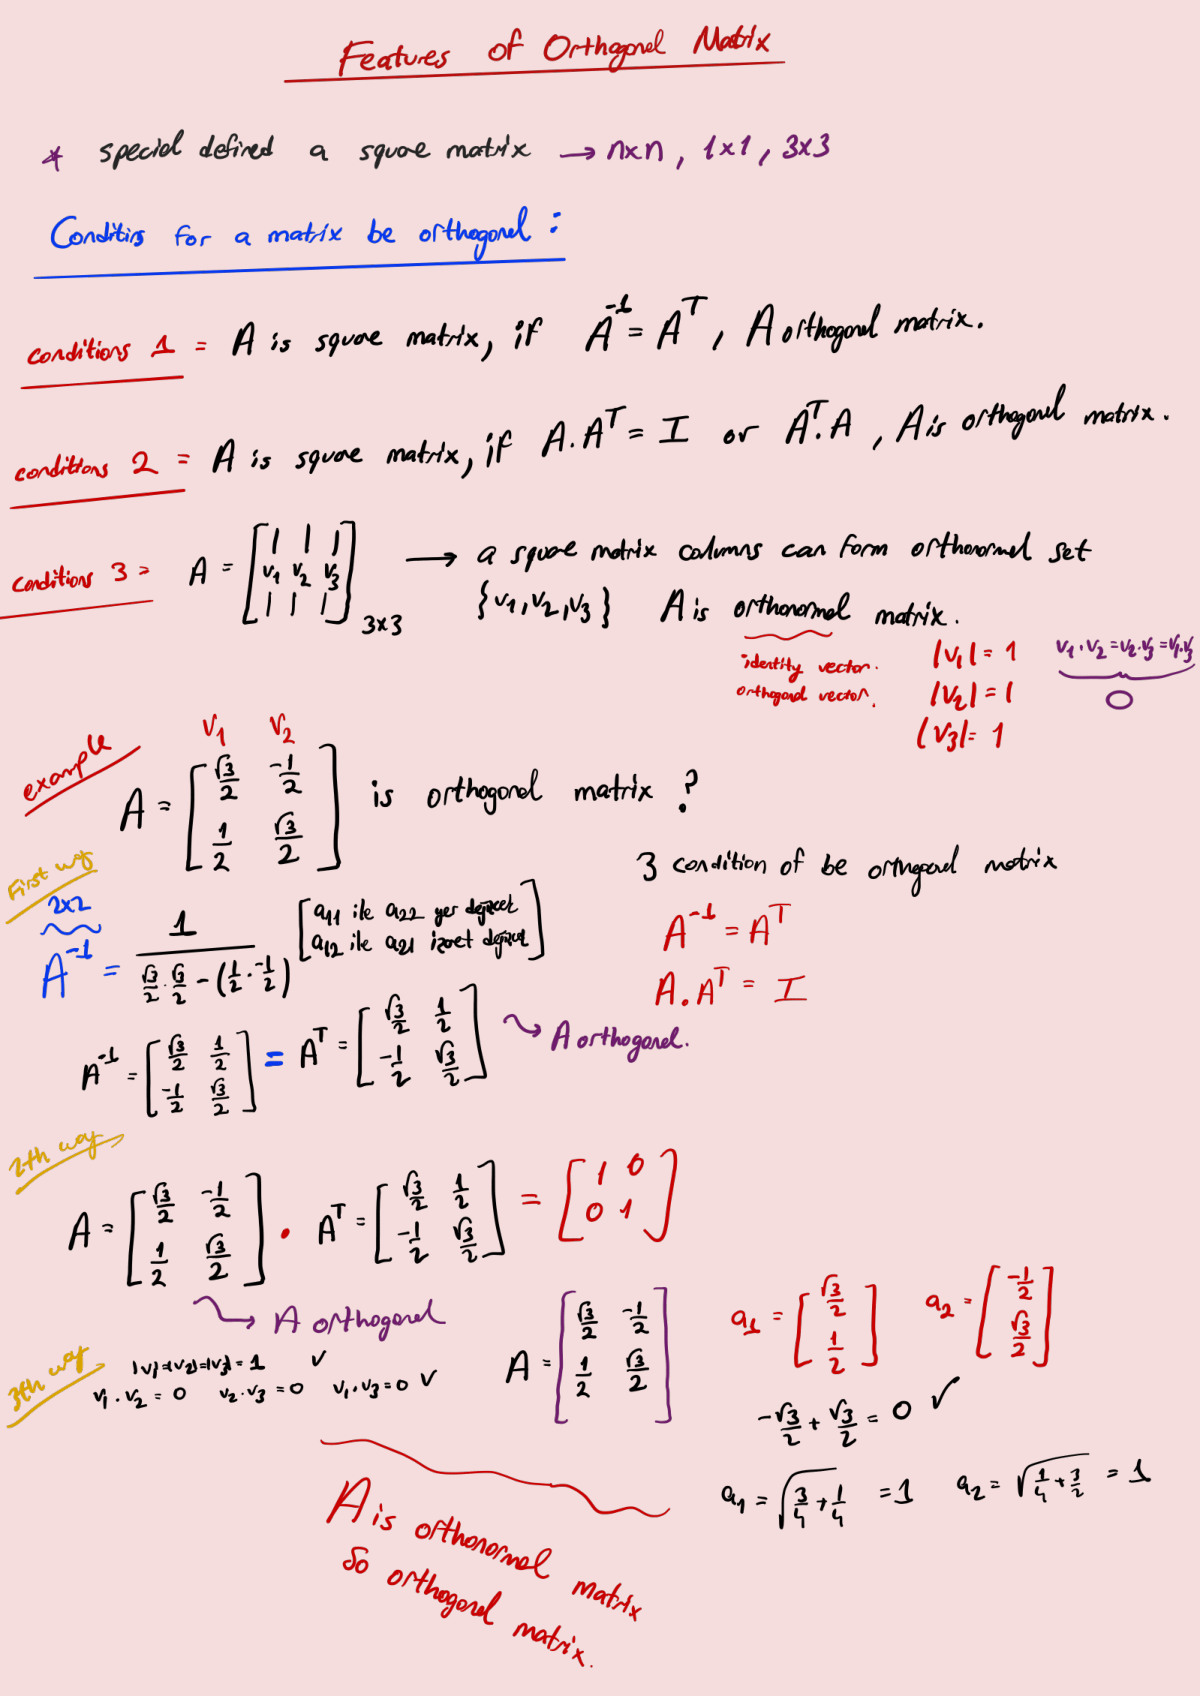 Features of Orthogonal Matrix
* special defined a square matrix → nxn, 1x1, 3x3
Conditins for a matrix be orthogonal :
conditions 1 = A is square matrix, if A⁻¹ = Aᵀ, A orthogonal matrix.
conditions 2 = A is square matrix, if A.Aᵀ = I or Aᵀ.A , A is orthogonal matrix.
conditions 3 = A = [| | | ; v₁ v₂ v₃ ; | | |] 3x3 → a square matrix columns can form orthonormal set
{v₁,v₂,v₃} A is orthonormal matrix.
identity vector. |v₁| = 1 v₁.v₂=v₂.v₃=v₁.v₃
orthogonal vector. |v₂| = 1 0
|v₃| = 1
example
v₁ v₂
A = [√3/2 -1/2 ; 1/2 √3/2] is orthogonal matrix ?
First way
3 condition of be orthogonal matrix
2x2
A⁻¹ = 1 / (√3/2 . √3/2 - (1/2 . -1/2)) [a₁₁ ile a₂₂ yer değişecek
a₁₂ ile a₂₁ işaret değişecek]
A⁻¹ = Aᵀ
A.Aᵀ = I
A⁻¹ = [√3/2 1/2 ; -1/2 √3/2] = Aᵀ = [√3/2 1/2 ; -1/2 √3/2] → A orthogonal.
2th way
A = [√3/2 -1/2 ; 1/2 √3/2] . Aᵀ = [√3/2 1/2 ; -1/2 √3/2] = [1 0 ; 0 1]
→ A orthogonal
3th way
|v₁|=|v₂|=|v₃| = 1 ✓
v₁.v₂ = 0 v₂.v₃ = 0 v₁.v₃ = 0 ✓
A = [√3/2 -1/2 ; 1/2 √3/2] a₁ = [√3/2 ; 1/2] a₂ = [-1/2 ; √3/2]
-√3/2 + √3/2 = 0 ✓
a₁ = √(3/4 + 1/4) = 1 a₂ = √(1/4 + 3/2) = 1
A is orthonormal matrix
so orthogonal matrix.